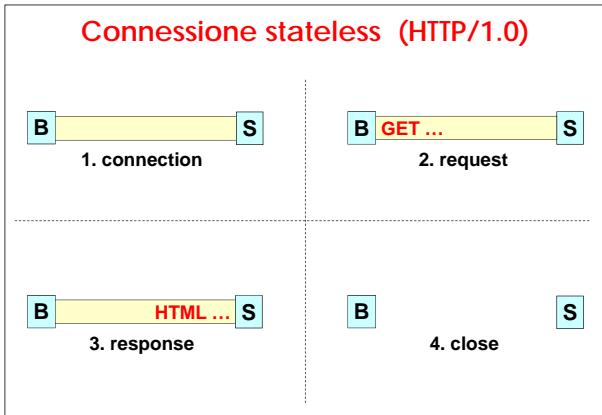 Connessione stateless (HTTP/1.0)
B S
1. connection
B GET … S
2. request
B HTML … S
3. response
B S
4. close